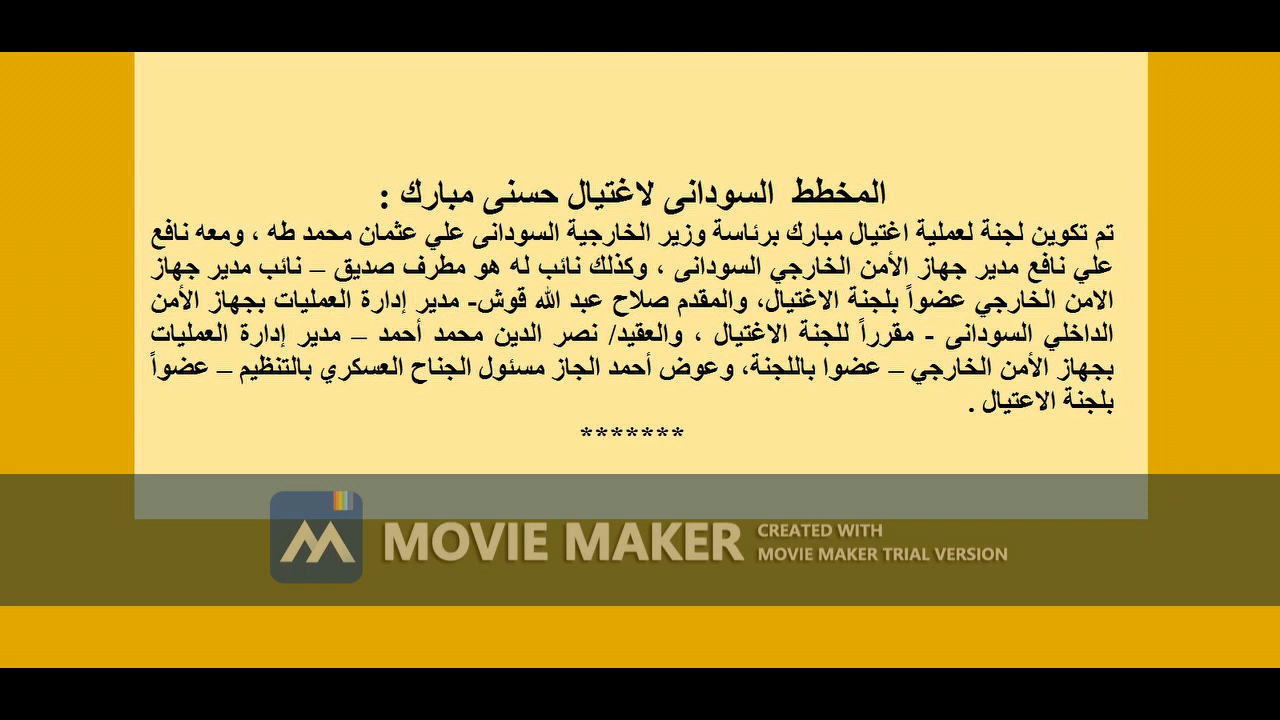 المخطط السودانى لاغتيال حسنى مبارك :
تم تكوين لجنة لعملية اغتيال مبارك برئاسة وزير الخارجية السودانى علي عثمان محمد طه ، ومعه نافع
علي نافع مدير جهاز الأمن الخارجي السودانى ، وكذلك نائب له هو مطرف صديق – نائب مدير جهاز
الامن الخارجي عضواً بلجنة الاغتيال، والمقدم صلاح عبد الله قوش- مدير إدارة العمليات بجهاز الأمن
الداخلي السودانى - مقرراً للجنة الاغتيال ، والعقيد/ نصر الدين محمد أحمد – مدير إدارة العمليات
بجهاز الأمن الخارجي – عضوا باللجنة، وعوض أحمد الجاز مسئول الجناح العسكري بالتنظيم – عضواً
بلجنة الاعتيال .
*******
MOVIE MAKER
CREATED WITH
MOVIE MAKER TRIAL VERSION